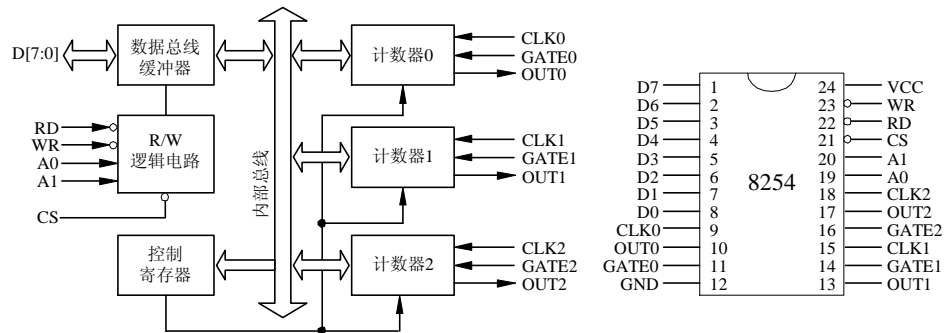 D[7:0]
数据总线
缓冲器
RD
WR
A0
A1
R/W
逻辑电路
CS
控制
寄存器
内部总线
计数器0
CLK0
GATE0
OUT0
计数器1
CLK1
GATE1
OUT1
计数器2
CLK2
GATE2
OUT2
D7 1 24 VCC
D6 2 23 WR
D5 3 22 RD
D4 4 21 CS
D3 5 20 A1
D2 6 19 A0
D1 7 8254 18 CLK2
D0 8 17 OUT2
CLK0 9 16 GATE2
OUT0 10 15 CLK1
GATE0 11 14 GATE1
GND 12 13 OUT1